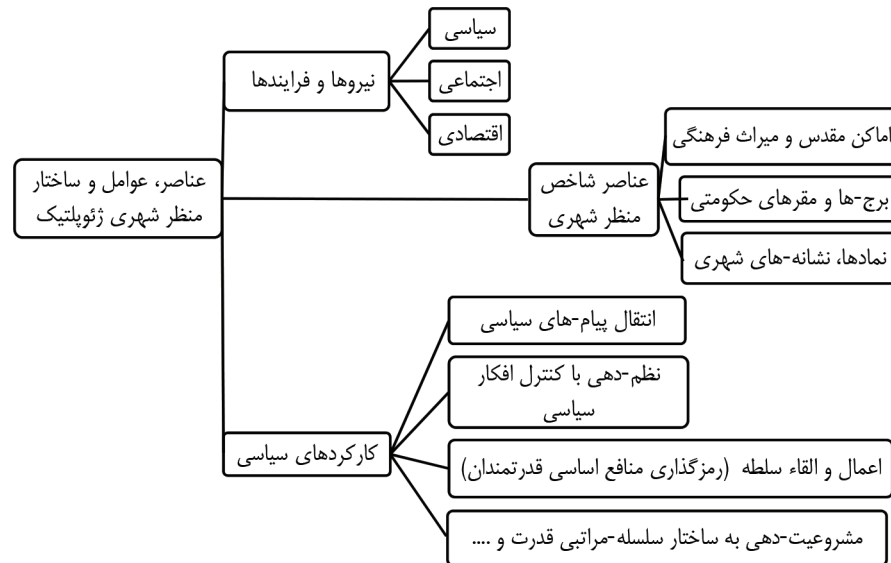 عناصر، عوامل و ساختار
منظر شهری ژئوپلتیک
نیروها و فرایندها
سیاسی
اجتماعی
اقتصادی
عناصر شاخص
منظر شهری
اماکن مقدس و میراث فرهنگی
برج-ها و مقرهای حکومتی
نمادها، نشانه-های شهری
کارکردهای سیاسی
انتقال پیام-های سیاسی
نظم-دهی با کنترل افکار
سیاسی
اعمال و القاء سلطه (رمزگذاری منافع اساسی قدرتمندان)
مشروعیت-دهی به ساختار سلسله-مراتبی قدرت و ....